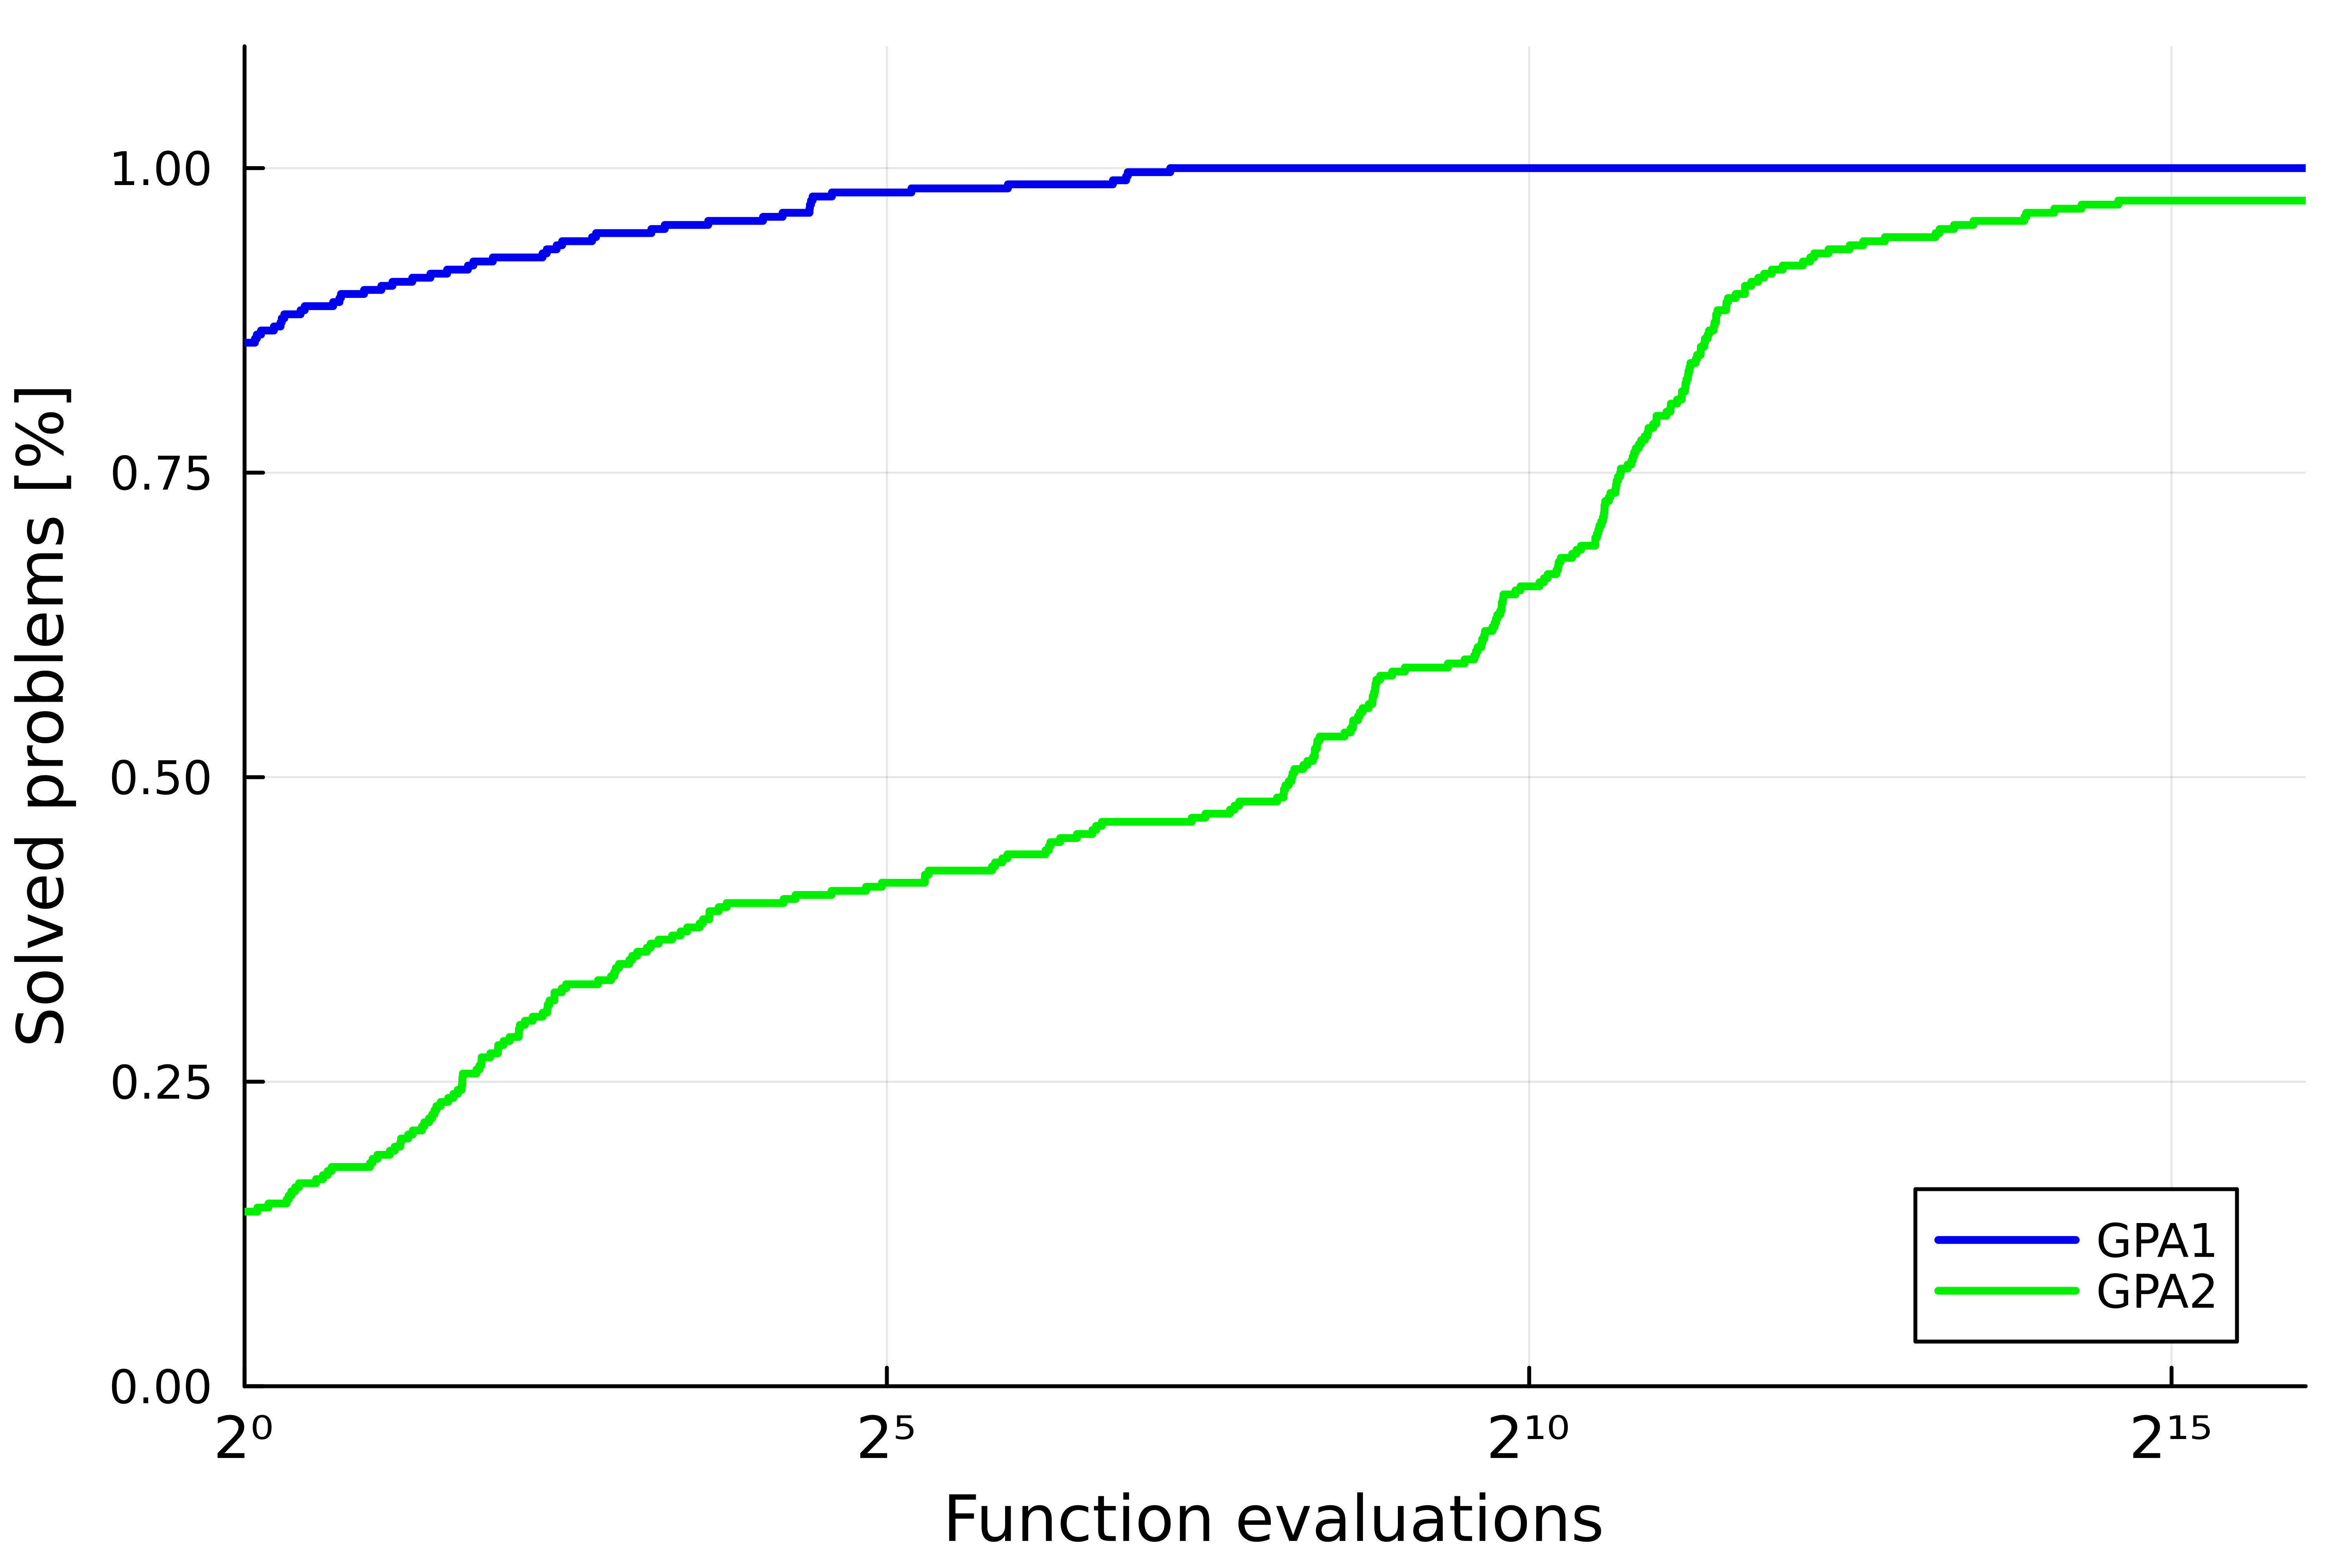 Solved problems [%]
1.00
0.75
0.50
0.25
0.00
2⁰
2⁵
2¹⁰
2¹⁵
Function evaluations
GPA1
GPA2